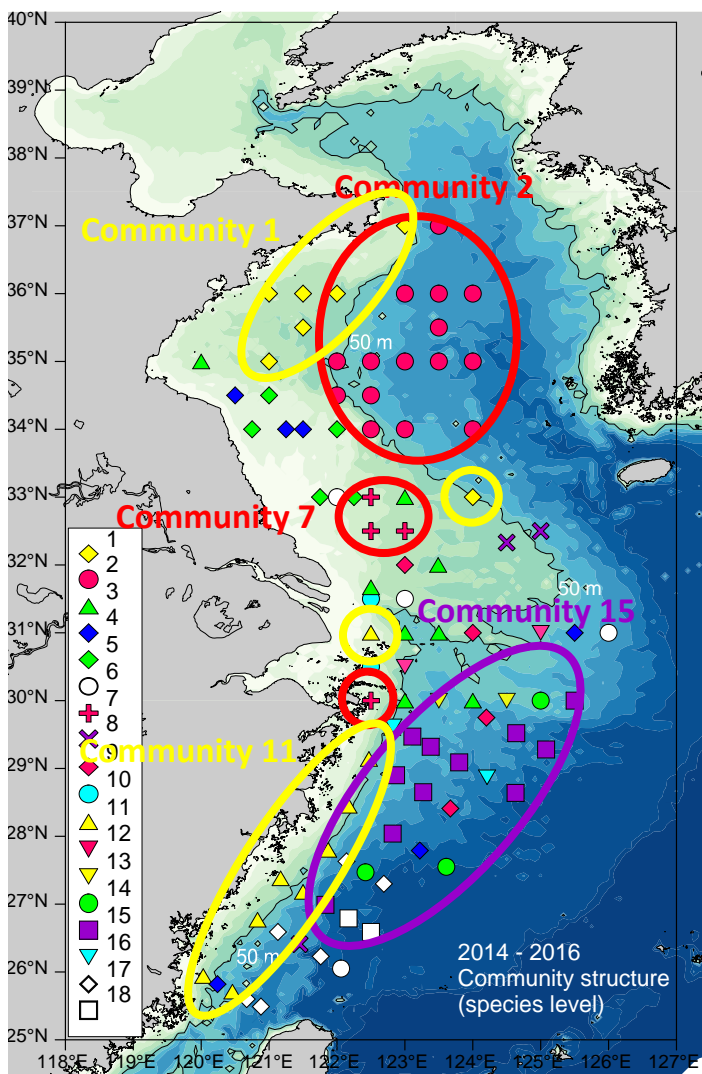 40°N
39°N
38°N
Community 2
37°N
Community 1
36°N
50 m
35°N
34°N
33°N
Community 7
1
32°N
2
50 m
3
Community 15
4
31°N
5
6
30°N
7
8
Community 11
9
29°N
10
11
28°N
12
13
27°N
14
15
26°N
50 m
16
17
18
2014 - 2016
Community structure
(species level)
25°N
118°E 119°E 120°E 121°E 122°E 123°E 124°E 125°E 126°E 127°E